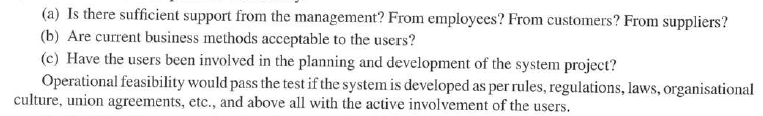 (a) Is there sufficient support from the management? From employees? From customers? From suppliers?
(b) Are current business methods acceptable to the users?
(c) Have the users been involved in the planning and development of the system project?
Operational feasibility would pass the test if the system is developed as per rules, regulations, laws, organisational
culture, union agreements, etc., and above all with the active involvement of the users.